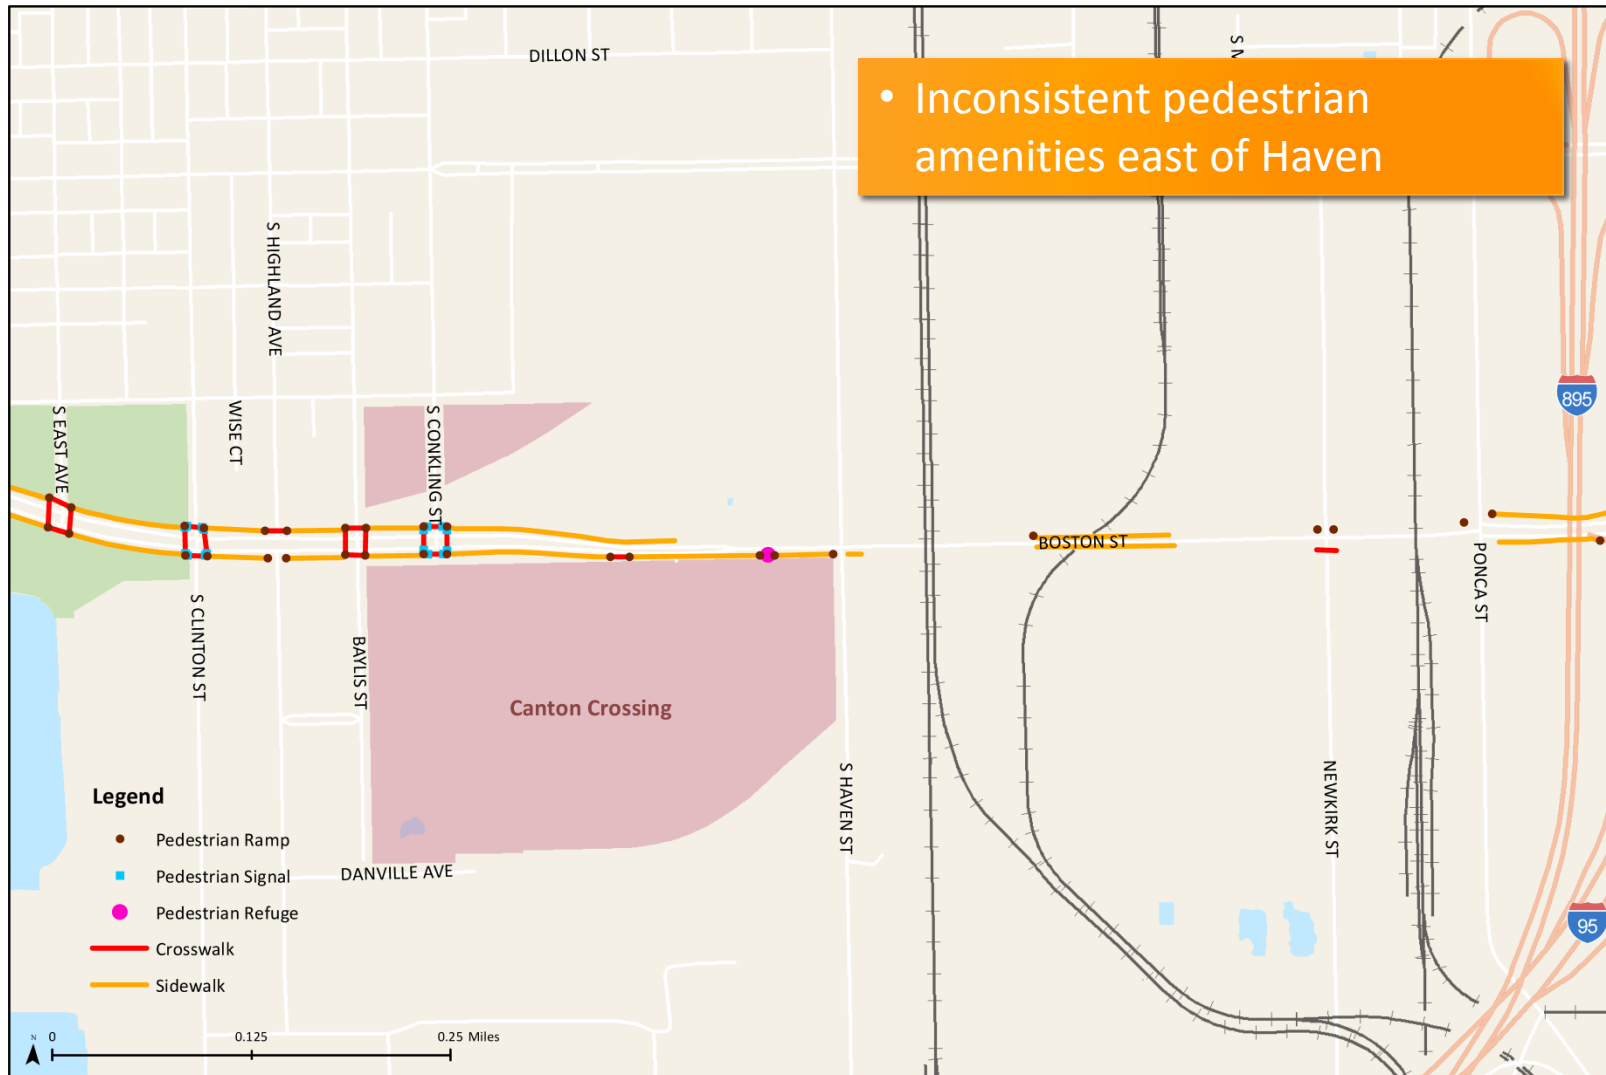 DILLON ST
S N
• Inconsistent pedestrian
amenities east of Haven
S HIGHLAND AVE
S EAST AVE
WISE CT
S CONKLING ST
895
BOSTON ST
PONCA ST
S CLINTON ST
BAYLIS ST
Canton Crossing
S HAVEN ST
NEWKIRK ST
DANVILLE AVE
95
Legend
Pedestrian Ramp
Pedestrian Signal
Pedestrian Refuge
Crosswalk
Sidewalk
N
0 0.125 0.25 Miles